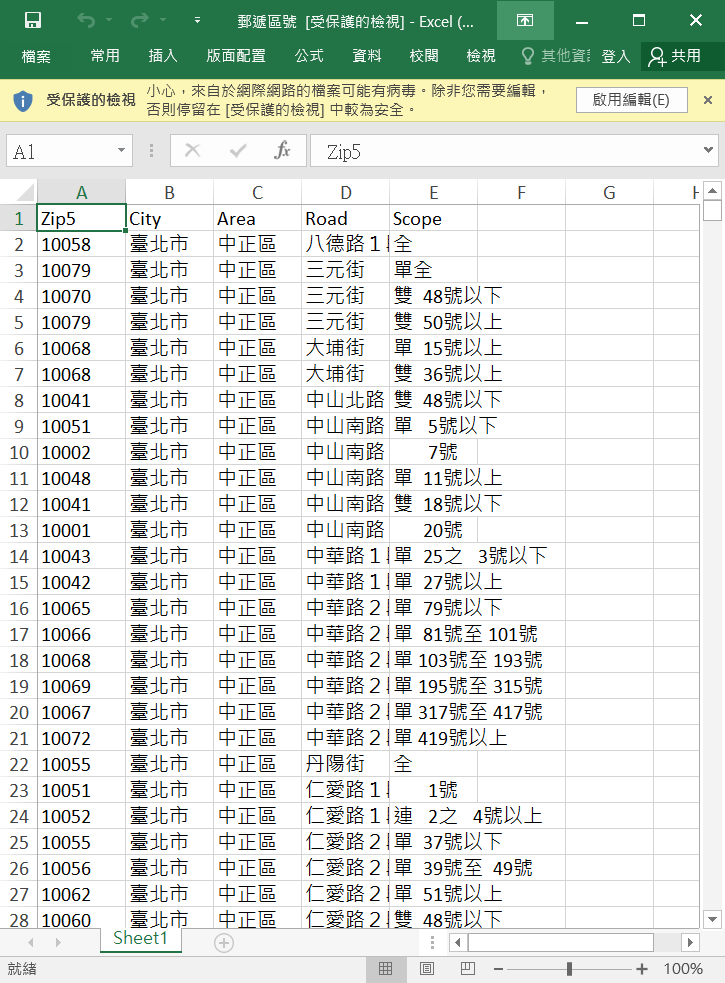 郵遞區號 [受保護的檢視] - Excel (...
檔案 常用 插入 版面配置 公式 資料 校閱 檢視 其他資 登入 共用
受保護的檢視 小心，來自於網際網路的檔案可能有病毒。除非您需要編輯，
否則停留在 [受保護的檢視] 中較為安全。
啟用編輯(E)
A1 fx Zip5
A B C D E F G H
1 Zip5 City Area Road Scope
2 10058 臺北市 中正區 八德路１ 全
3 10079 臺北市 中正區 三元街 單全
4 10070 臺北市 中正區 三元街 雙 48號以下
5 10079 臺北市 中正區 三元街 雙 50號以上
6 10068 臺北市 中正區 大埔街 單 15號以上
7 10068 臺北市 中正區 大埔街 雙 36號以上
8 10041 臺北市 中正區 中山北路 雙 48號以下
9 10051 臺北市 中正區 中山南路 單 5號以下
10 10002 臺北市 中正區 中山南路 7號
11 10048 臺北市 中正區 中山南路 單 11號以上
12 10041 臺北市 中正區 中山南路 雙 18號以下
13 10001 臺北市 中正區 中山南路 20號
14 10043 臺北市 中正區 中華路１ 單 25之 3號以下
15 10042 臺北市 中正區 中華路１ 單 27號以上
16 10065 臺北市 中正區 中華路２ 單 79號以下
17 10066 臺北市 中正區 中華路２ 單 81號至 101號
18 10068 臺北市 中正區 中華路２ 單 103號至 193號
19 10069 臺北市 中正區 中華路２ 單 195號至 315號
20 10067 臺北市 中正區 中華路２ 單 317號至 417號
21 10072 臺北市 中正區 中華路２ 單 419號以上
22 10055 臺北市 中正區 丹陽街 全
23 10051 臺北市 中正區 仁愛路１ 1號
24 10052 臺北市 中正區 仁愛路１ 連 2之 4號以上
25 10055 臺北市 中正區 仁愛路２ 單 37號以下
26 10056 臺北市 中正區 仁愛路２ 單 39號至 49號
27 10062 臺北市 中正區 仁愛路２ 單 51號以上
28 10060 臺北市 中正區 仁愛路２ 雙 48號以下
Sheet1
就緒 100%